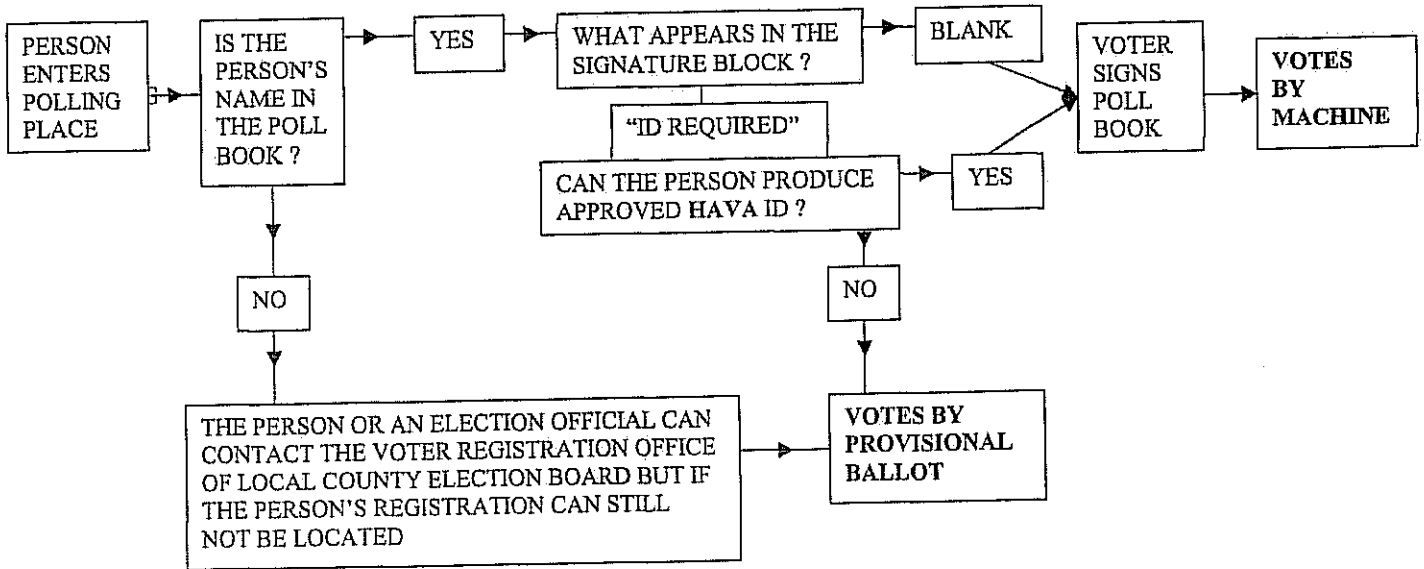 PERSON
ENTERS
POLLING
PLACE
IS THE
PERSON'S
NAME IN
THE POLL
BOOK ?
YES
WHAT APPEARS IN THE
SIGNATURE BLOCK ?
BLANK
VOTER
SIGNS
POLL
BOOK
VOTES
BY
MACHINE
"ID REQUIRED"
CAN THE PERSON PRODUCE
APPROVED HAVA ID ?
YES
NO
NO
THE PERSON OR AN ELECTION OFFICIAL CAN
CONTACT THE VOTER REGISTRATION OFFICE
OF LOCAL COUNTY ELECTION BOARD BUT IF
THE PERSON'S REGISTRATION CAN STILL
NOT BE LOCATED
VOTES BY
PROVISIONAL
BALLOT